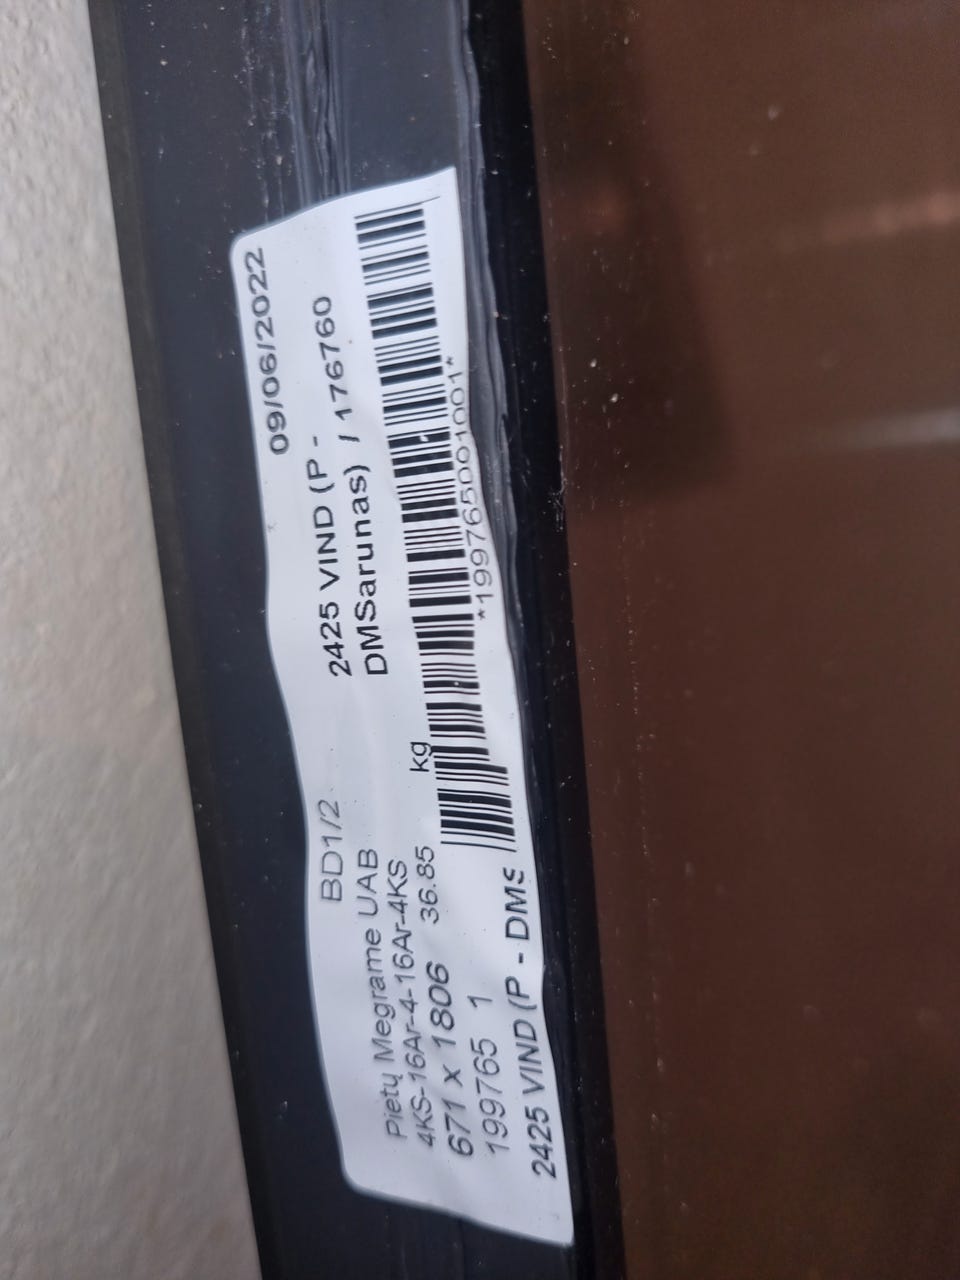 09/06/2022
BD1/2 2425 VIND (P -
Pietų Megrame UAB DMSarunas) / 176760
4KS-16Ar-4-16Ar-4KS
671 x 1806 36.85 kg
199765 1
*199765001001*
2425 VIND (P - DMS